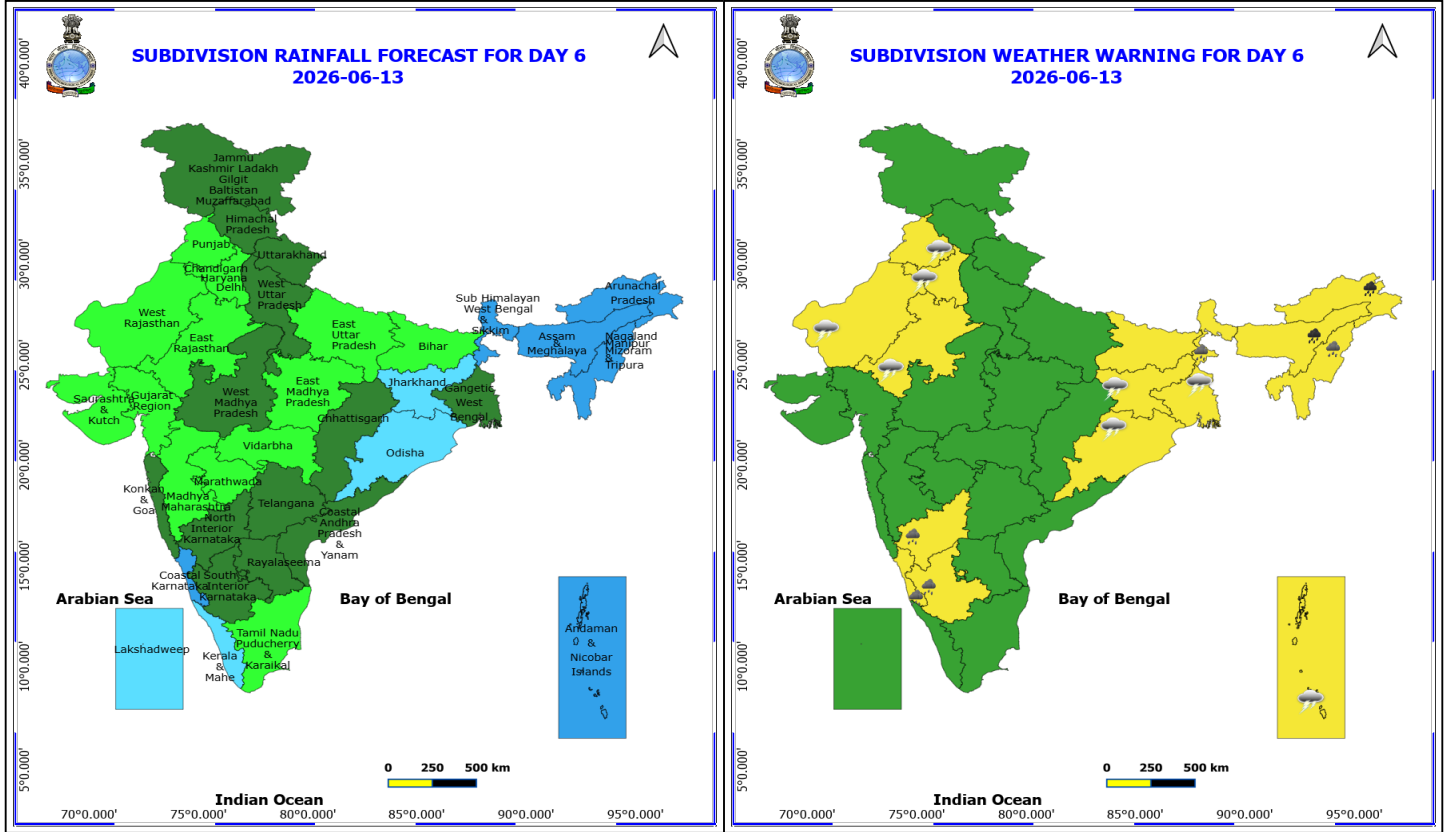 SUBDIVISION RAINFALL FORECAST FOR DAY 6
2026-06-13
40°0.000'
35°0.000'
30°0.000'
25°0.000'
20°0.000'
15°0.000'
10°0.000'
5°0.000'
Jammu
Kashmir Ladakh
Gilgit
Baltistan
Muzaffarabad
Himachal
Pradesh
Punjab
Uttarakhand
Chandigarh
Haryana
Delhi
West
Uttar
Pradesh
Arunachal
Pradesh
Sub Himalayan
West Bengal
&
Sikkim
West
Rajasthan
East
Rajasthan
East
Uttar
Pradesh
Bihar
Assam
&
Meghalaya
Nagaland
Manipur
Mizoram
&
Tripura
Jharkhand
Gangetic
West
Bengal
Saurashtra
&
Kutch
Gujarat
Region
West
Madhya
Pradesh
East
Madhya
Pradesh
Chhattisgarh
Vidarbha
Odisha
Marathwada
Konkan
&
Goa
Madhya
Maharashtra
Telangana
North
Interior
Karnataka
Coastal
Andhra
Pradesh
&
Yanam
Rayalaseema
Coastal
Karnataka
South
Interior
Karnataka
Arabian Sea
Bay of Bengal
Lakshadweep
Kerala
&
Mahe
Tamil Nadu
Puducherry
&
Karaikal
Andaman
&
Nicobar
Islands
0 250 500 km
Indian Ocean
70°0.000' 75°0.000' 80°0.000' 85°0.000' 90°0.000' 95°0.000'
SUBDIVISION WEATHER WARNING FOR DAY 6
2026-06-13
40°0.000'
35°0.000'
30°0.000'
25°0.000'
20°0.000'
15°0.000'
10°0.000'
5°0.000'
Arabian Sea
Bay of Bengal
0 250 500 km
Indian Ocean
70°0.000' 75°0.000' 80°0.000' 85°0.000' 90°0.000' 95°0.000'